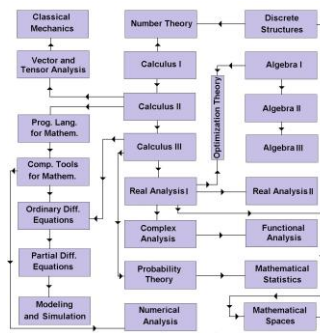 Classical
Mechanics
Number Theory
Discrete
Structures
Vector and
Tensor Analysis
Calculus I
Algebra I
Optimization Theory
Calculus II
Algebra II
Prog. Lang.
for Mathem.
Calculus III
Algebra III
Comp. Tools
for Mathem.
Real Analysis I
Real Analysis II
Ordinary Diff.
Equations
Complex
Analysis
Functional
Analysis
Partial Diff.
Equations
Probability
Theory
Mathematical
Statistics
Modeling
and Simulation
Numerical
Analysis
Mathematical
Spaces